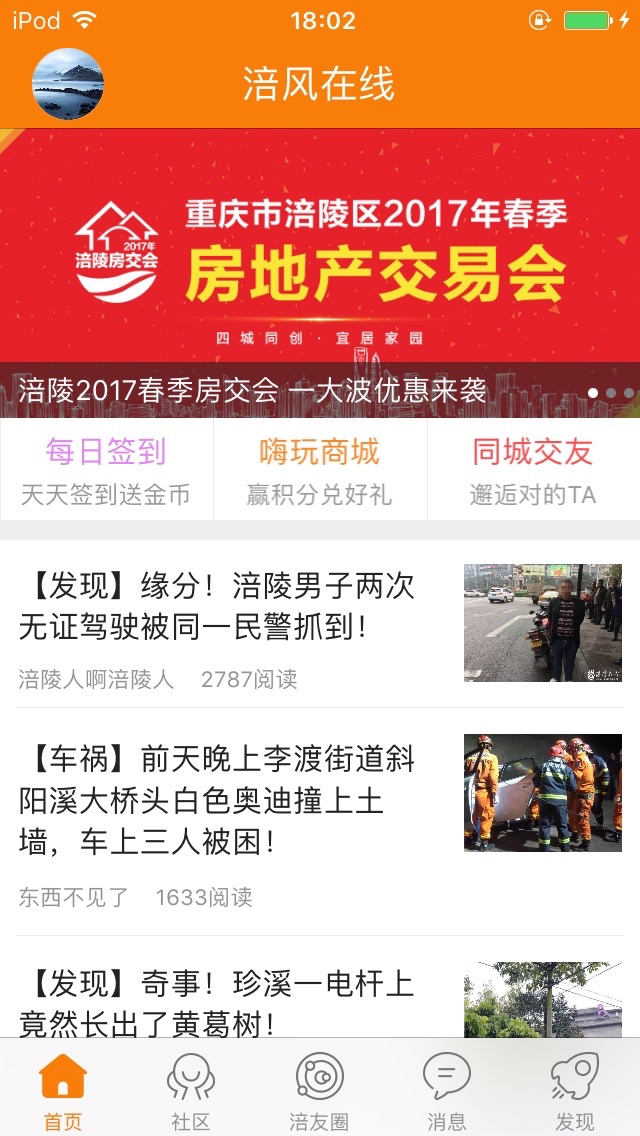 iPod
18:02
涪风在线
重庆市涪陵区2017年春季
房地产交易会
2017年
涪陵房交会
四城同创·宜居家园
涪陵2017春季房交会 一大波优惠来袭
每日签到
嗨玩商城
同城交友
天天签到送金币
赢积分兑好礼
邂逅对的TA
【发现】缘分！涪陵男子两次
无证驾驶被同一民警抓到！
涪陵人啊涪陵人
2787阅读
【车祸】前天晚上李渡街道斜
阳溪大桥头白色奥迪撞上土
墙，车上三人被困！
东西不见了
1633阅读
【发现】奇事！珍溪一电杆上
竟然长出了黄葛树！
首页
社区
涪友圈
消息
发现